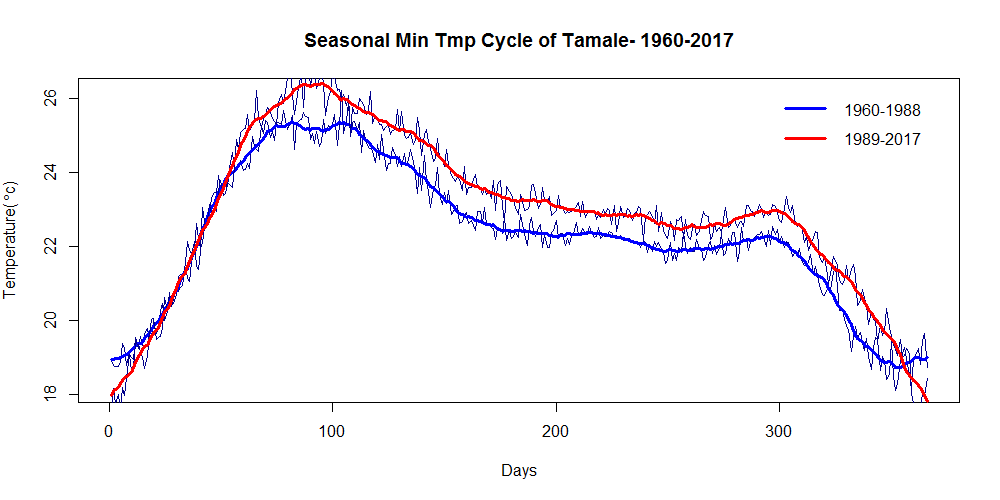 Seasonal Min Tmp Cycle of Tamale- 1960-2017
1960-1988
1989-2017
Temperature( °c)
26
24
22
20
18
0 100 200 300
Days